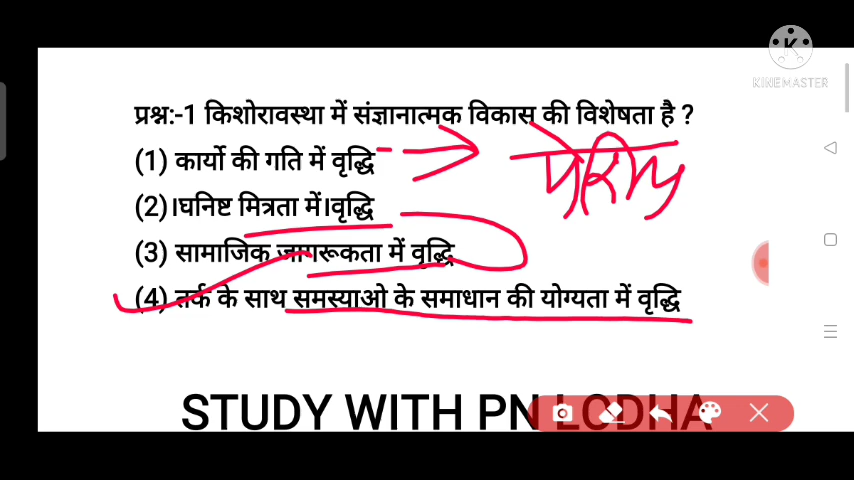 KINEMASTER
प्रश्न:-1 किशोरावस्था में संज्ञानात्मक विकास की विशेषता है ?
(1) कार्यो की गति में वृद्धि
(2)।घनिष्ट मित्रता में।वृद्धि
(3) सामाजिक जागरूकता में वृद्धि
(4) तर्क के साथ समस्याओ के समाधान की योग्यता में वृद्धि
STUDY WITH PN LODHA